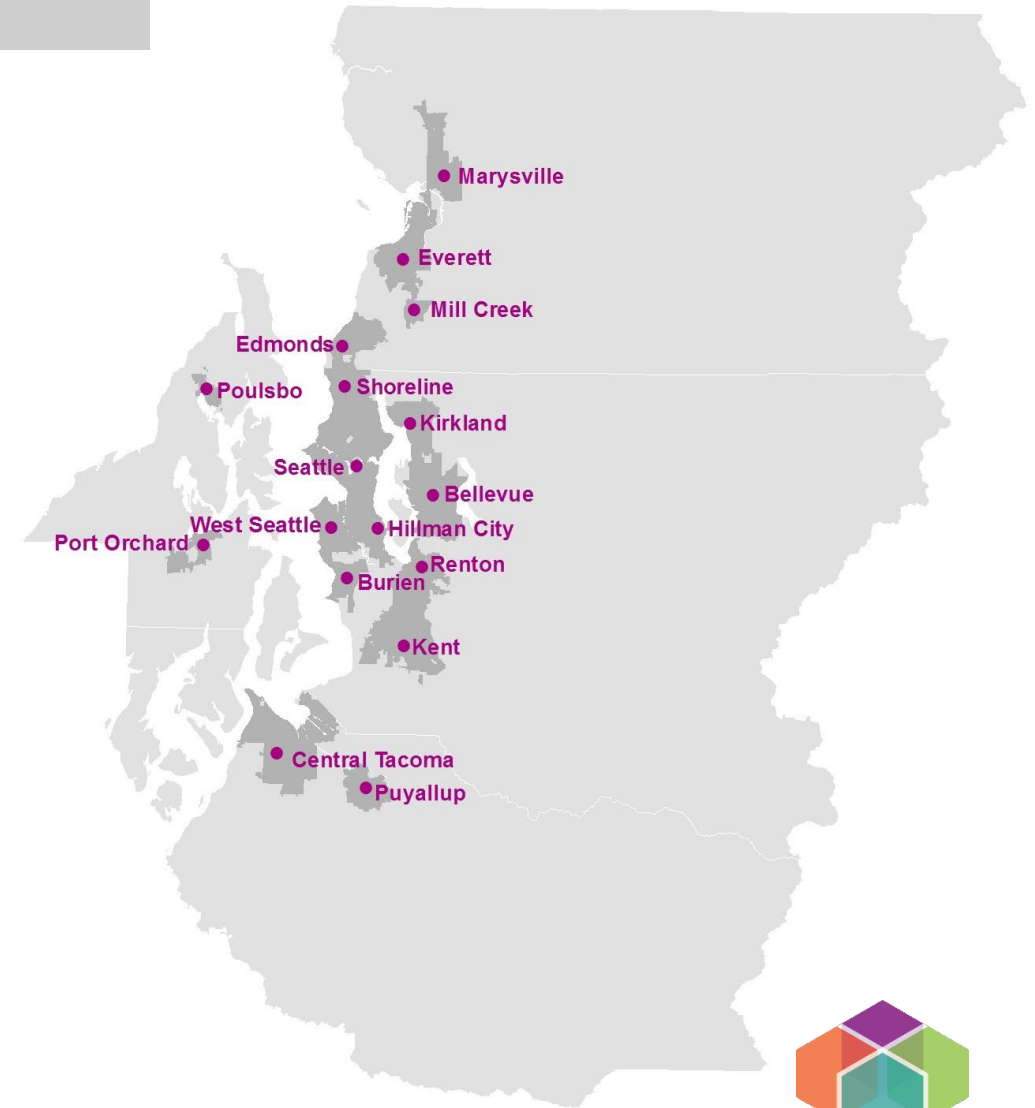 Marysville
Everett
Mill Creek
Edmonds
Shoreline
Poulsbo
Kirkland
Seattle
Bellevue
West Seattle
Hillman City
Port Orchard
Renton
Burien
Kent
Central Tacoma
Puyallup